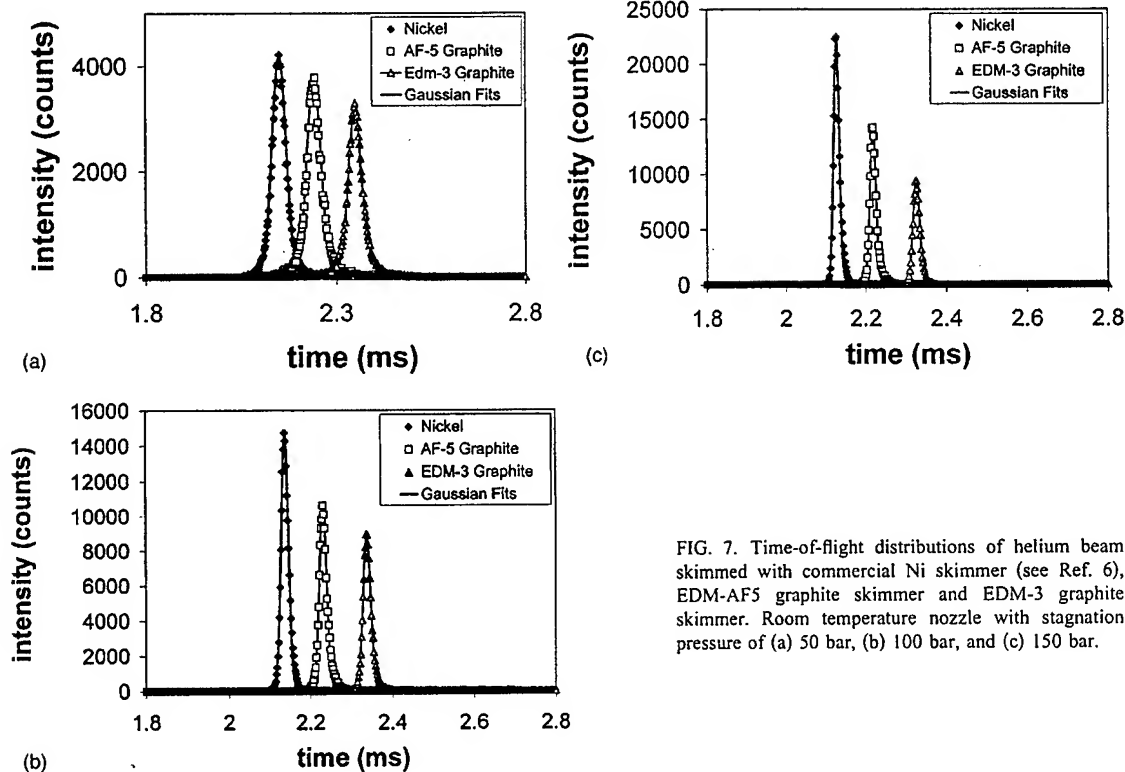 Nickel
AF-5 Graphite
Edm-3 Graphite
Gaussian Fits
intensity (counts)
4000
2000
0
1.8
2.3
2.8
time (ms)
(a)
Nickel
AF-5 Graphite
EDM-3 Graphite
Gaussian Fits
intensity (counts)
25000
20000
15000
10000
5000
0
1.8
2
2.2
2.4
2.6
2.8
time (ms)
(c)
Nickel
AF-5 Graphite
EDM-3 Graphite
Gaussian Fits
intensity (counts)
16000
14000
12000
10000
8000
6000
4000
2000
0
1.8
2
2.2
2.4
2.6
2.8
time (ms)
(b)
FIG. 7. Time-of-flight distributions of helium beam
skimmed with commercial Ni skimmer (see Ref. 6),
EDM-AF5 graphite skimmer and EDM-3 graphite
skimmer. Room temperature nozzle with stagnation
pressure of (a) 50 bar, (b) 100 bar, and (c) 150 bar.